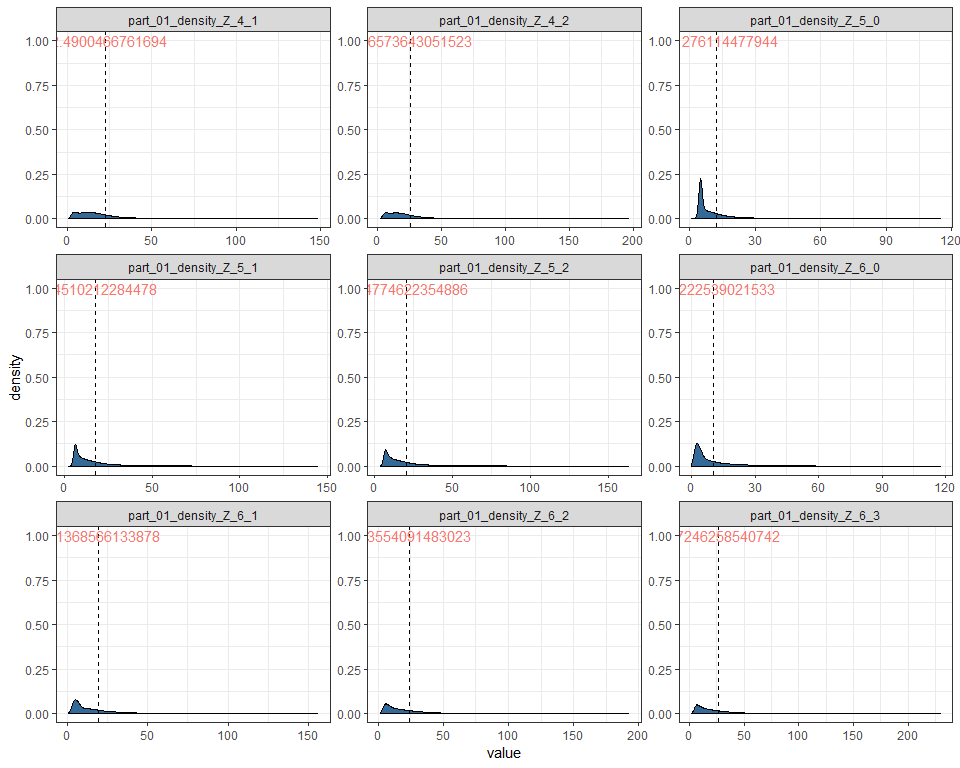 part_01_density_Z_4_1 part_01_density_Z_4_2 part_01_density_Z_5_0
1.00 .4900466761694 1.00 6573643051523 1.00 276114477944
0.75 0.75 0.75
0.50 0.50 0.50
0.25 0.25 0.25
0.00 0.00 0.00
0 50 100 150 0 50 100 150 200 0 30 60 90 120
part_01_density_Z_5_1 part_01_density_Z_5_2 part_01_density_Z_6_0
1.00 4510212284478 1.00 4774622354886 1.00 222539021533
0.75 0.75 0.75
density
0.50 0.50 0.50
0.25 0.25 0.25
0.00 0.00 0.00
0 50 100 150 0 50 100 150 0 30 60 90 120
part_01_density_Z_6_1 part_01_density_Z_6_2 part_01_density_Z_6_3
1.00 1368566133878 1.00 3554091483023 1.00 7246258540742
0.75 0.75 0.75
0.50 0.50 0.50
0.25 0.25 0.25
0.00 0.00 0.00
0 50 100 150 0 50 100 150 200 0 50 100 150 200
value